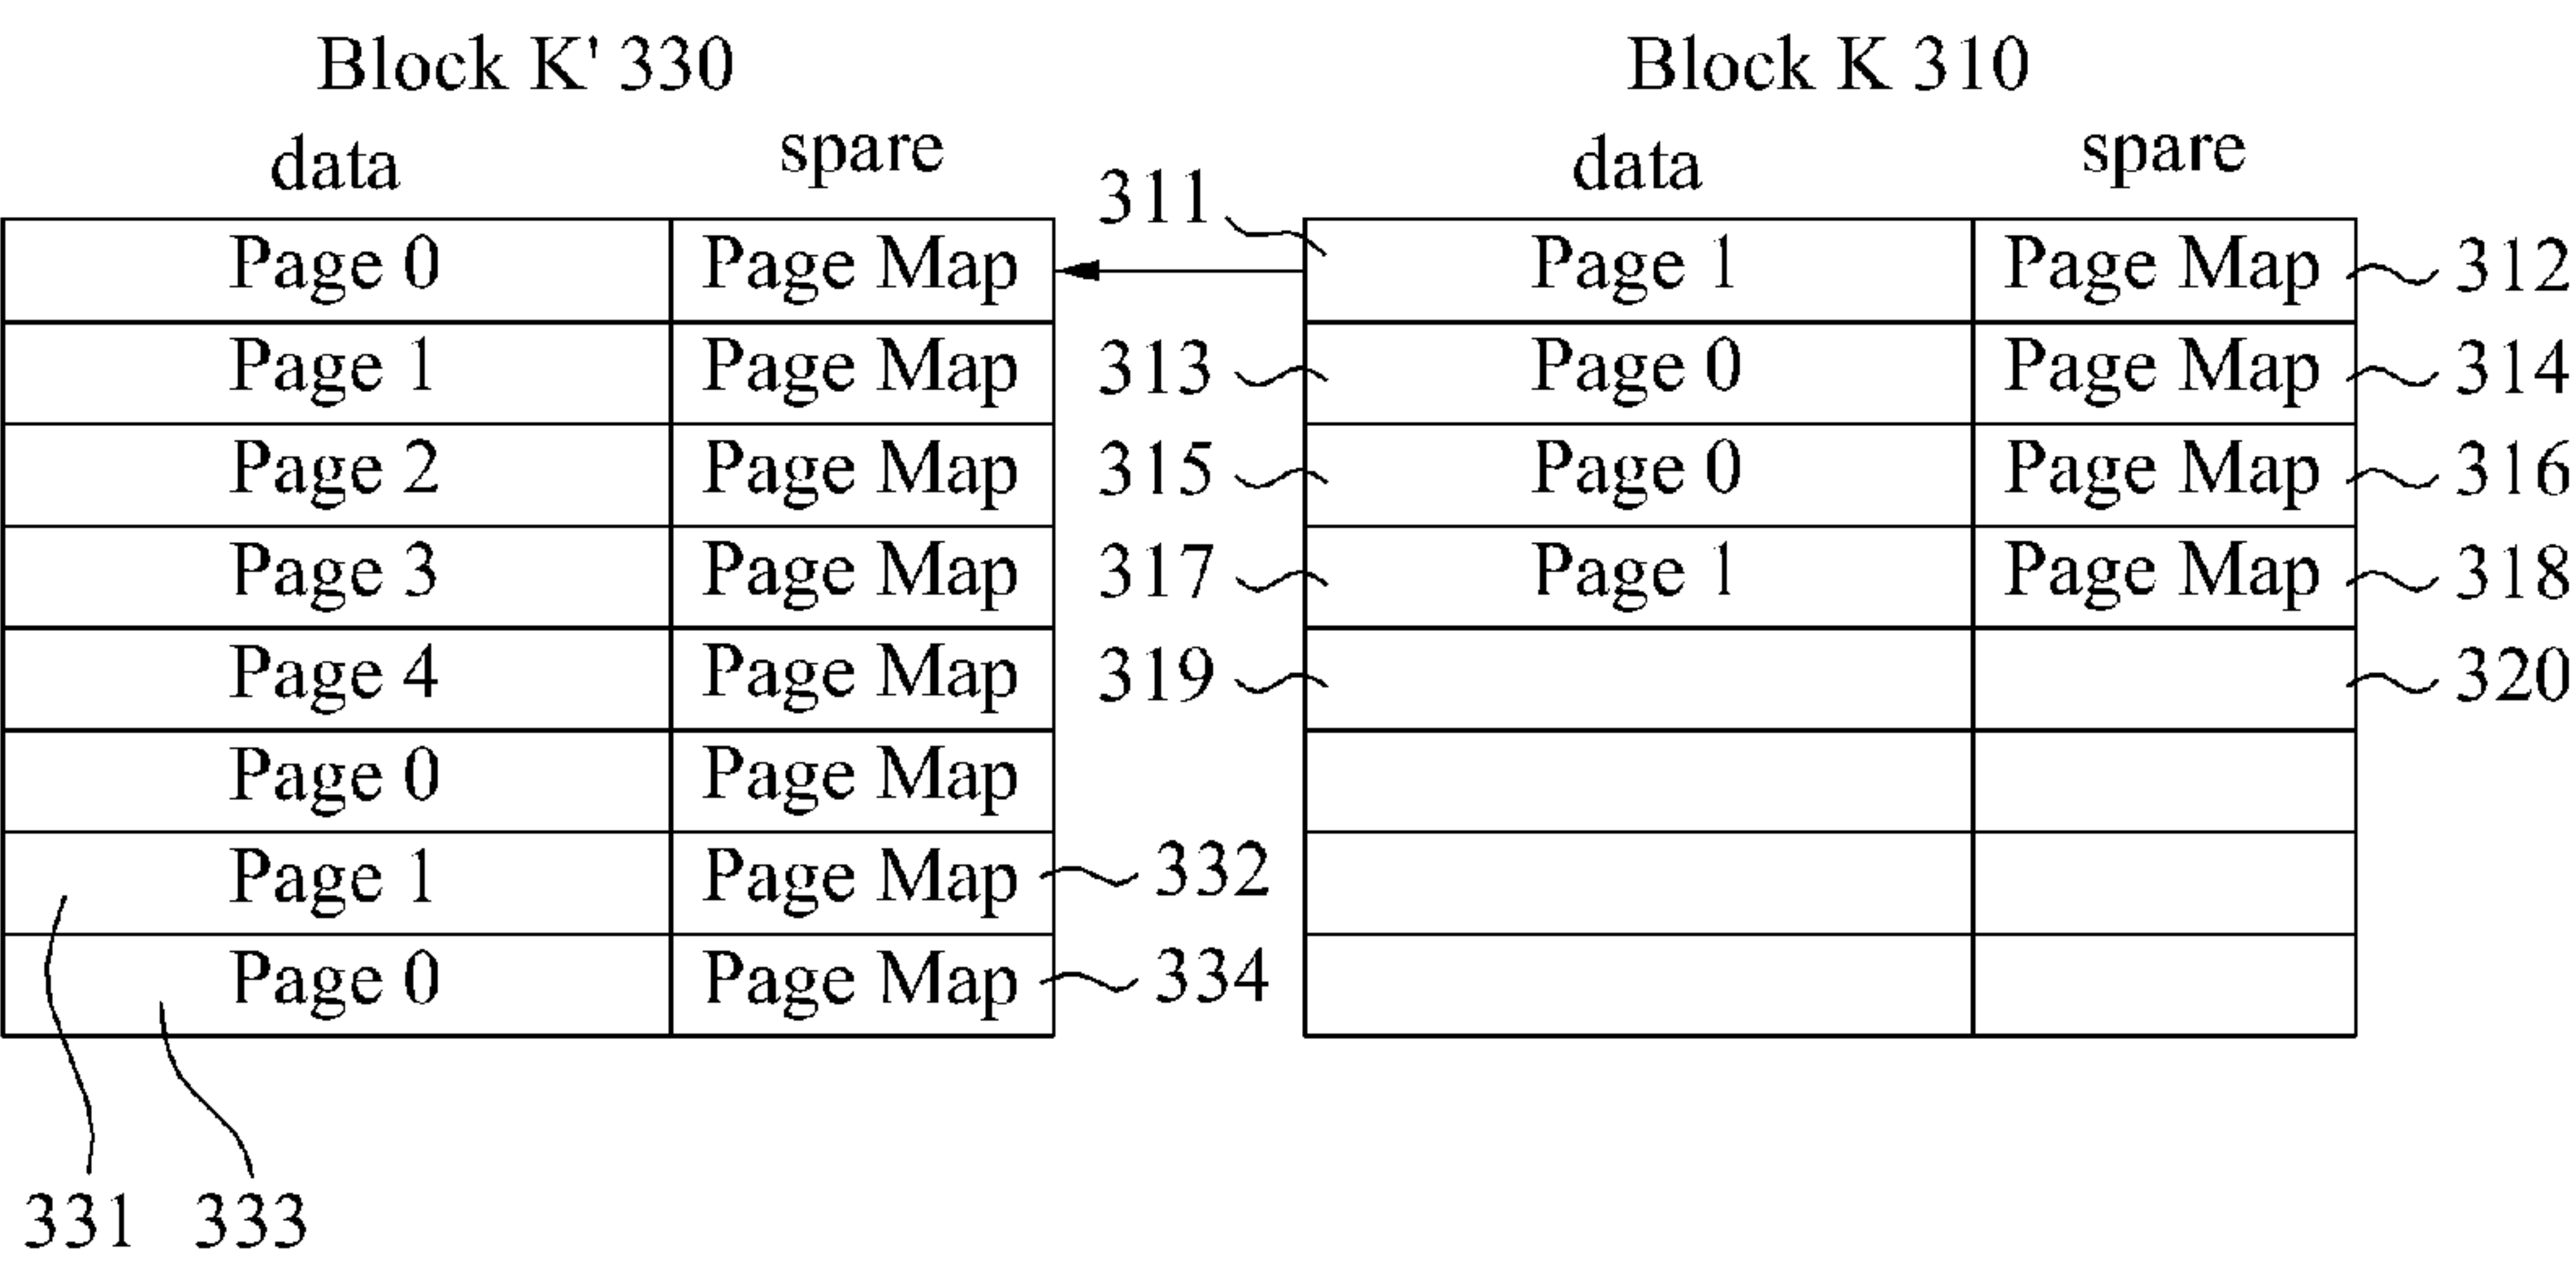 Block K' 330 Block K 310
data spare data spare
311
Page 0 Page Map Page 1 Page Map 312
Page 1 Page Map 313 Page 0 Page Map 314
Page 2 Page Map 315 Page 0 Page Map 316
Page 3 Page Map 317 Page 1 Page Map 318
Page 4 Page Map 319 320
Page 0 Page Map
Page 1 Page Map 332
Page 0 Page Map 334
331 333